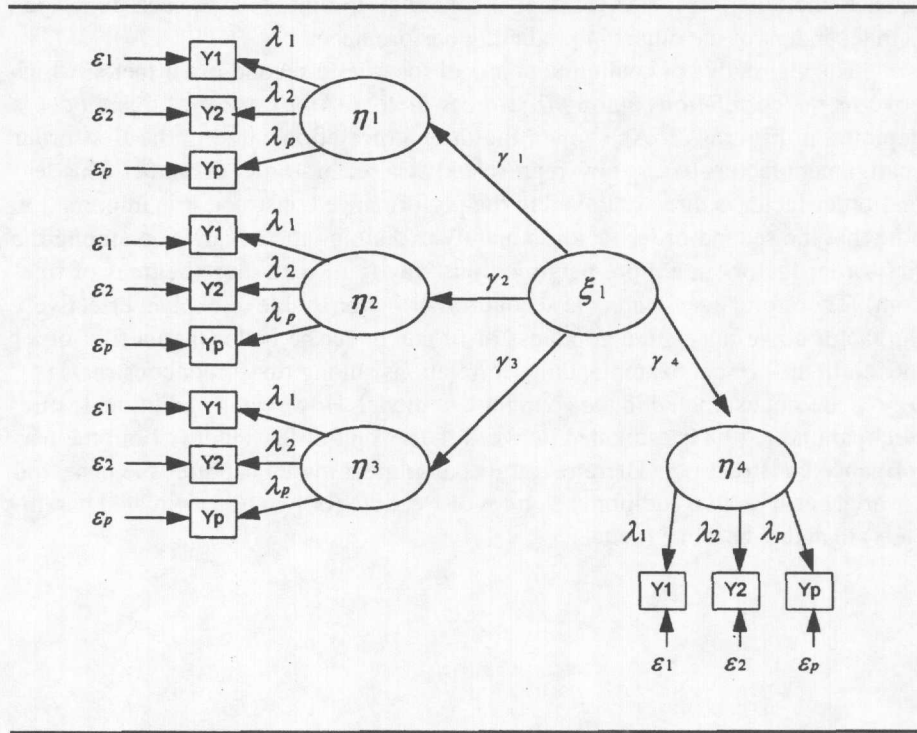 λ1
ε1 Y1
λ2
ε2 Y2 η1
λp
εp Yp
γ1
λ1
ε1 Y1
λ2 γ2 ξ1
ε2 Y2 η2
λp
εp Yp
γ3 γ4
λ1
ε1 Y1
λ2
ε2 Y2 η3 η4
λp
εp Yp
λ1 λ2 λp
Y1 Y2 Yp
ε1 ε2 εp